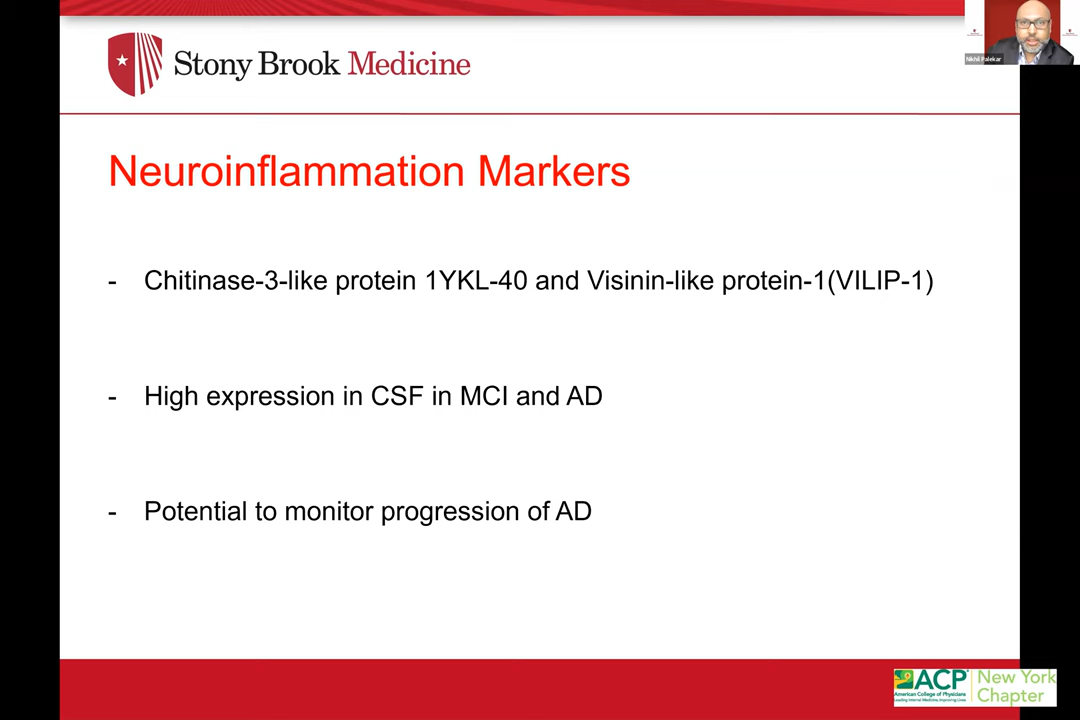 Stony Brook Medicine
Nikhil Palekar
Neuroinflammation Markers
- Chitinase-3-like protein 1YKL-40 and Visinin-like protein-1(VILIP-1)
- High expression in CSF in MCI and AD
- Potential to monitor progression of AD
ACP
American College of Physicians
Leading Internal Medicine, Improving Lives
New York
Chapter